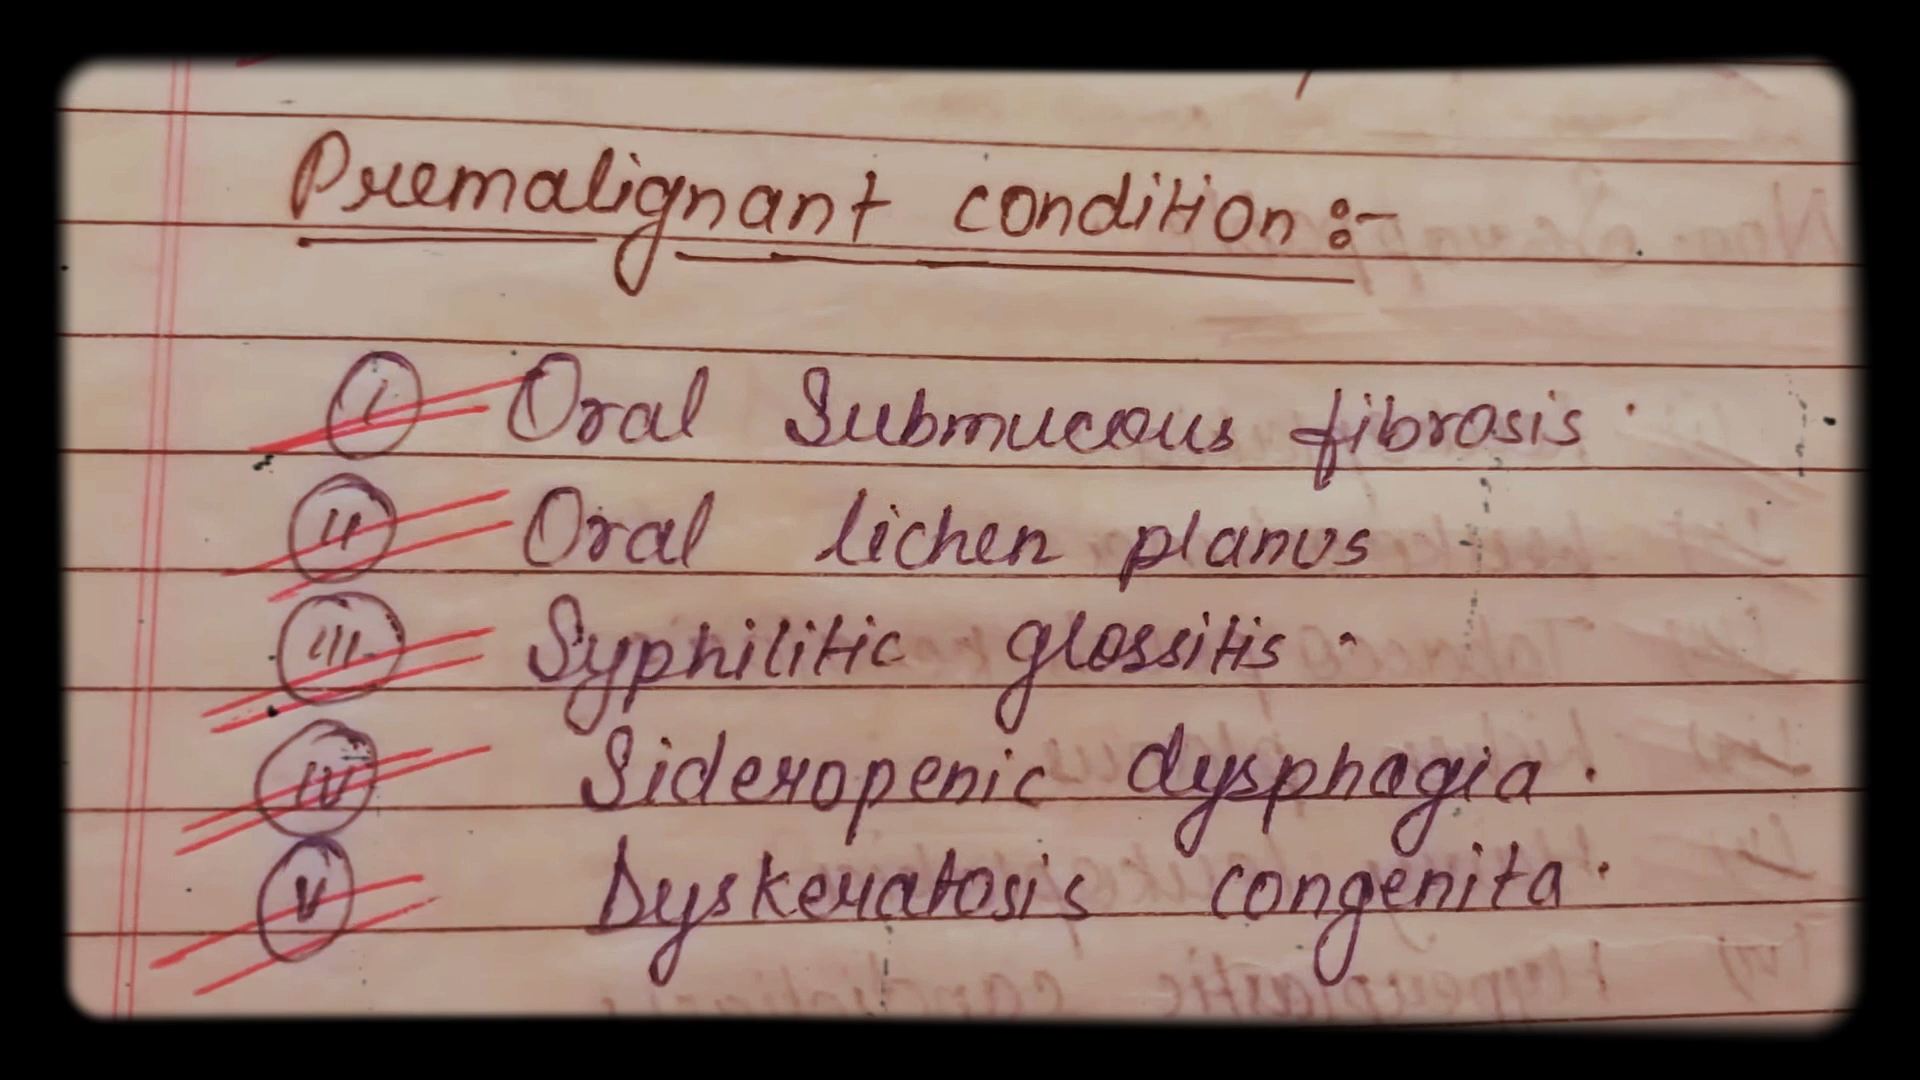 Premalignant condition :-
(i) Oral Submucous fibrosis.
(ii) Oral lichen planus
(iii) Syphilitic glossitis.
(iv) Sideropenic dysphagia.
(v) Dyskeratosis congenita.